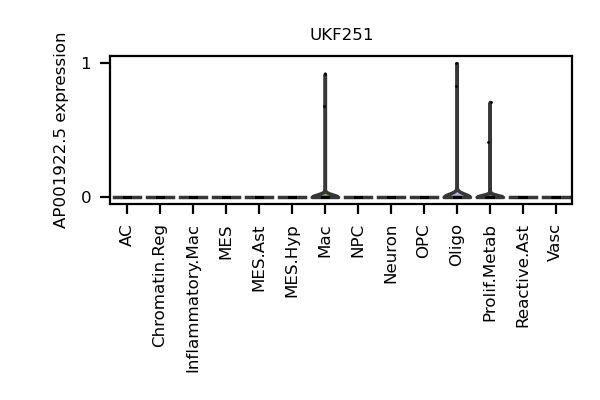 UKF251
AP001922.5 expression
1
0
AC
Chromatin.Reg
Inflammatory.Mac
MES
MES.Ast
MES.Hyp
Mac
NPC
Neuron
OPC
Oligo
Prolif.Metab
Reactive.Ast
Vasc